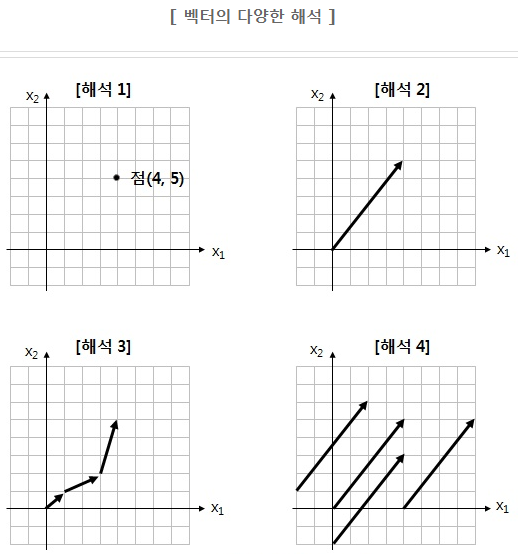 [ 벡터의 다양한 해석 ]
[해석 1]
x2
점(4, 5)
x1
[해석 2]
x2
x1
[해석 3]
x2
x1
[해석 4]
x2
x1